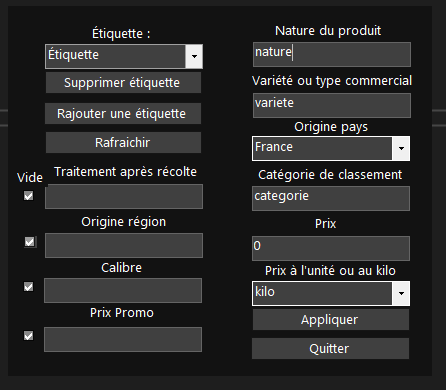 Étiquette :
Étiquette
Supprimer étiquette
Rajouter une étiquette
Rafraichir
Vide
Traitement après récolte
Origine région
Calibre
Prix Promo
Nature du produit
nature
Variété ou type commercial
variete
Origine pays
France
Catégorie de classement
categorie
Prix
0
Prix à l'unité ou au kilo
kilo
Appliquer
Quitter